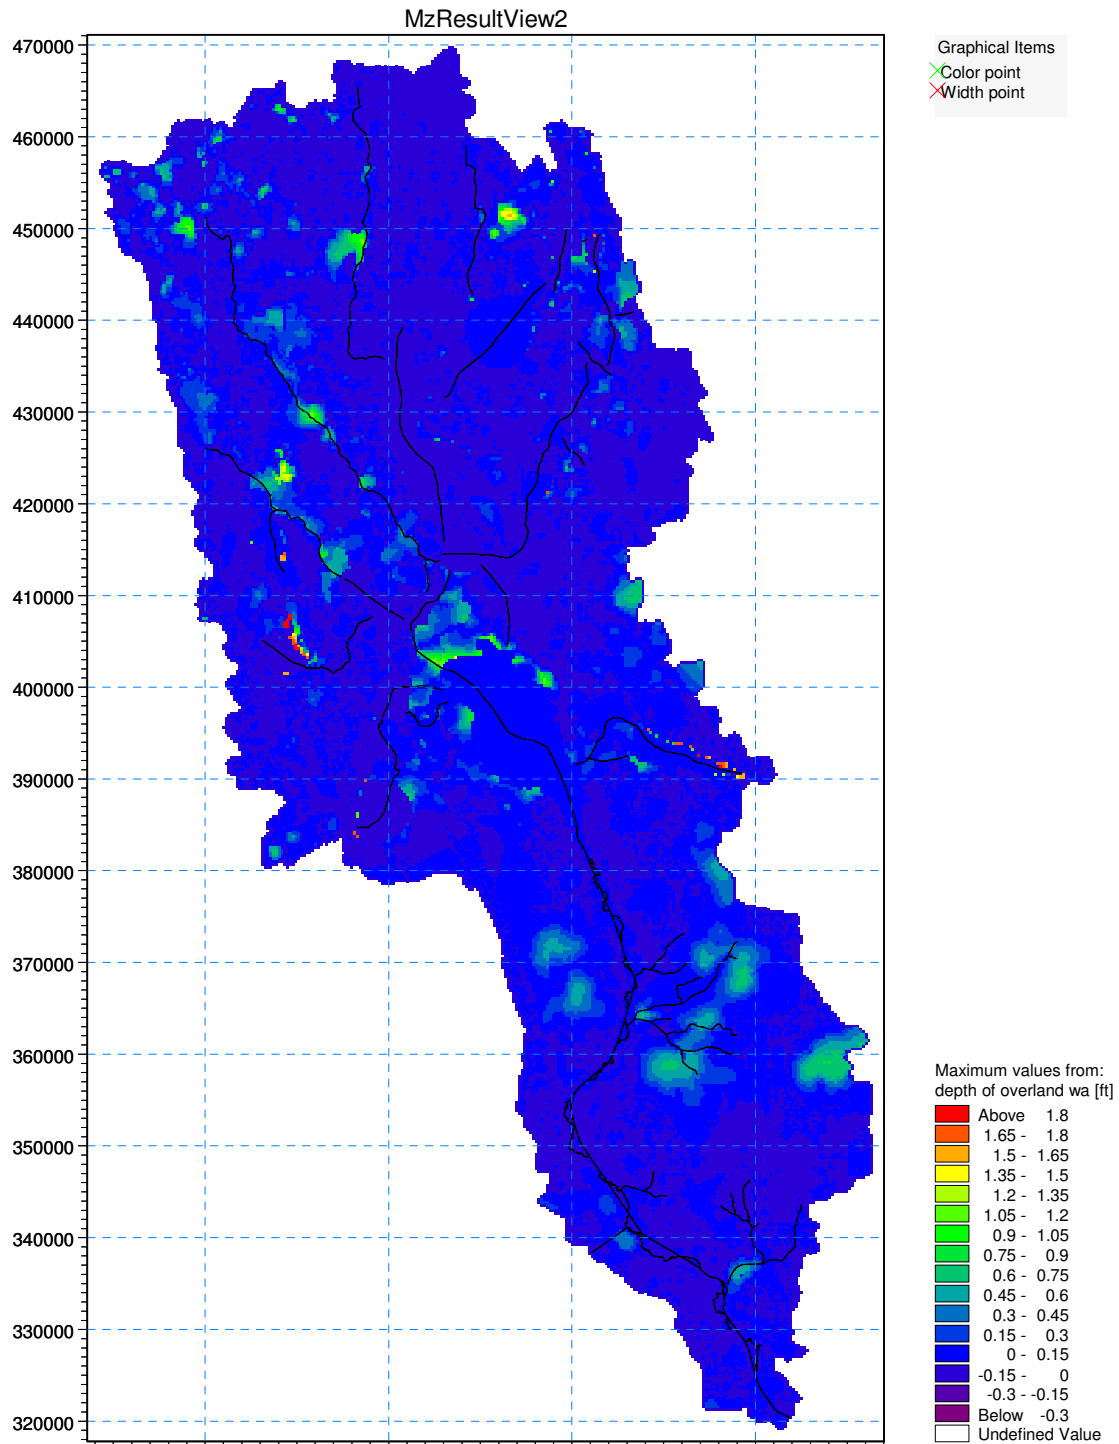 MzResultView2
470000
460000
450000
440000
430000
420000
410000
400000
390000
380000
370000
360000
350000
340000
330000
320000
Graphical Items
Color point
Width point
Maximum values from:
depth of overland wa [ft]
Above 1.8
1.65 - 1.8
1.5 - 1.65
1.35 - 1.5
1.2 - 1.35
1.05 - 1.2
0.9 - 1.05
0.75 - 0.9
0.6 - 0.75
0.45 - 0.6
0.3 - 0.45
0.15 - 0.3
0 - 0.15
-0.15 - 0
-0.3 - -0.15
Below -0.3
Undefined Value